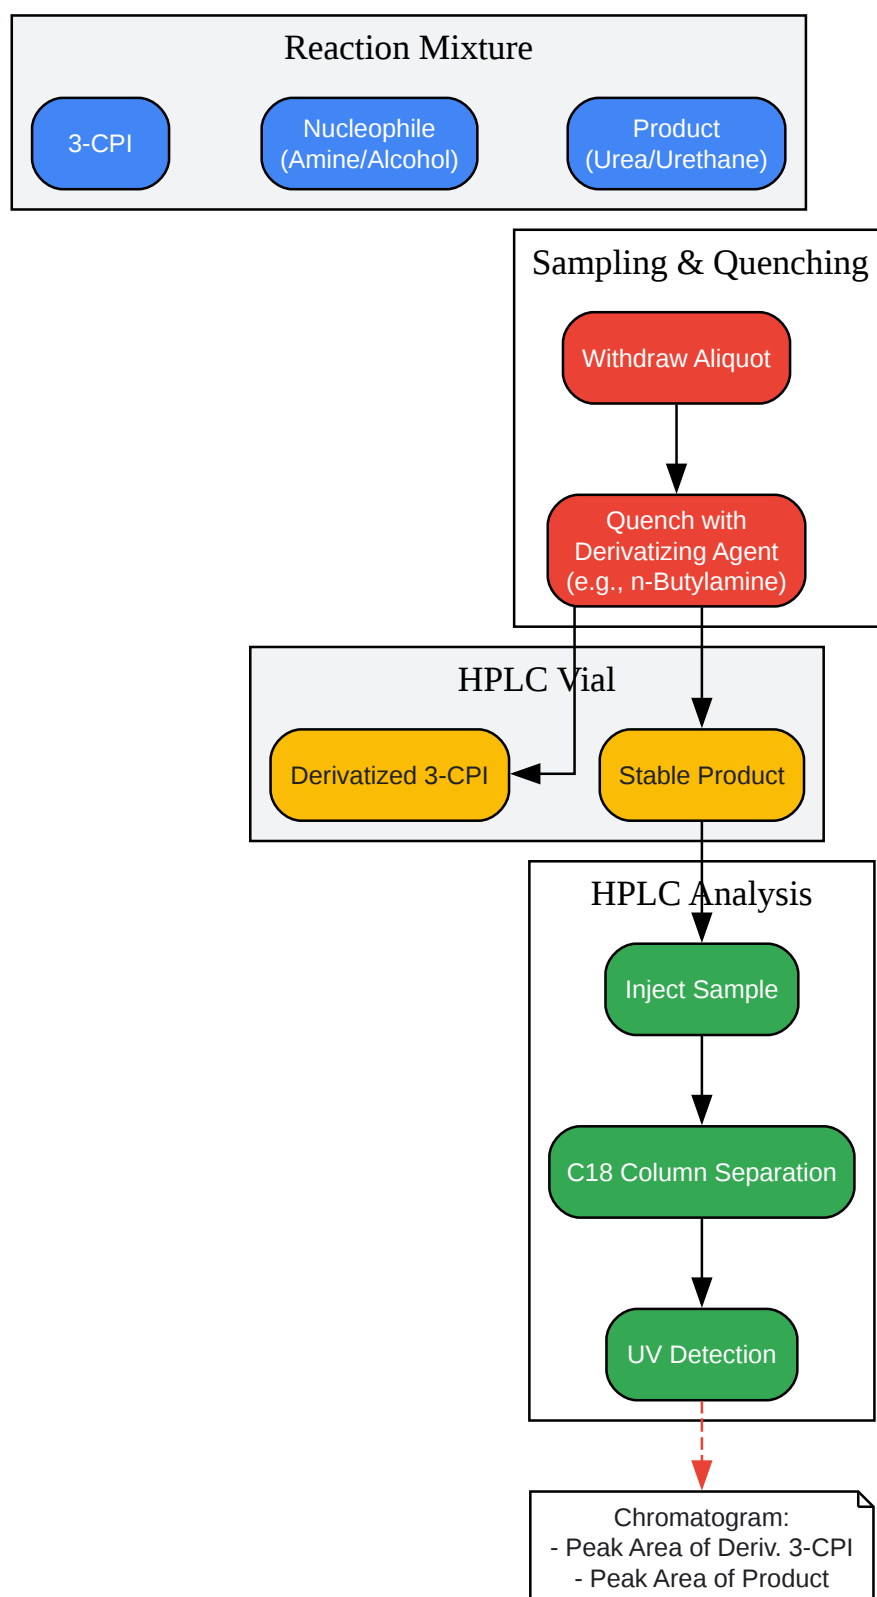 Reaction Mixture
3-CPI
Nucleophile
(Amine/Alcohol)
Product
(Urea/Urethane)
Sampling & Quenching
Withdraw Aliquot
Quench with
Derivatizing Agent
(e.g., n-Butylamine)
HPLC Vial
Derivatized 3-CPI
Stable Product
HPLC Analysis
Inject Sample
C18 Column Separation
UV Detection
Chromatogram:
- Peak Area of Deriv. 3-CPI
- Peak Area of Product